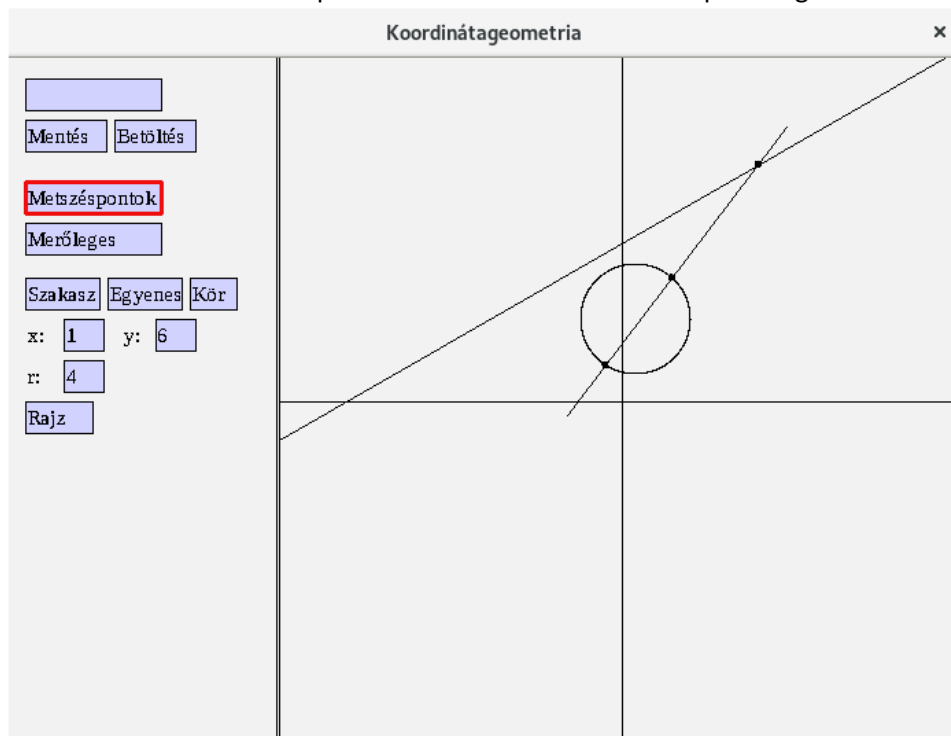 Koordinátageometria ×
Mentés Betöltés
Metszéspontok
Merőleges
Szakasz Egyenes Kör
x: 1 y: 6
r: 4
Rajz